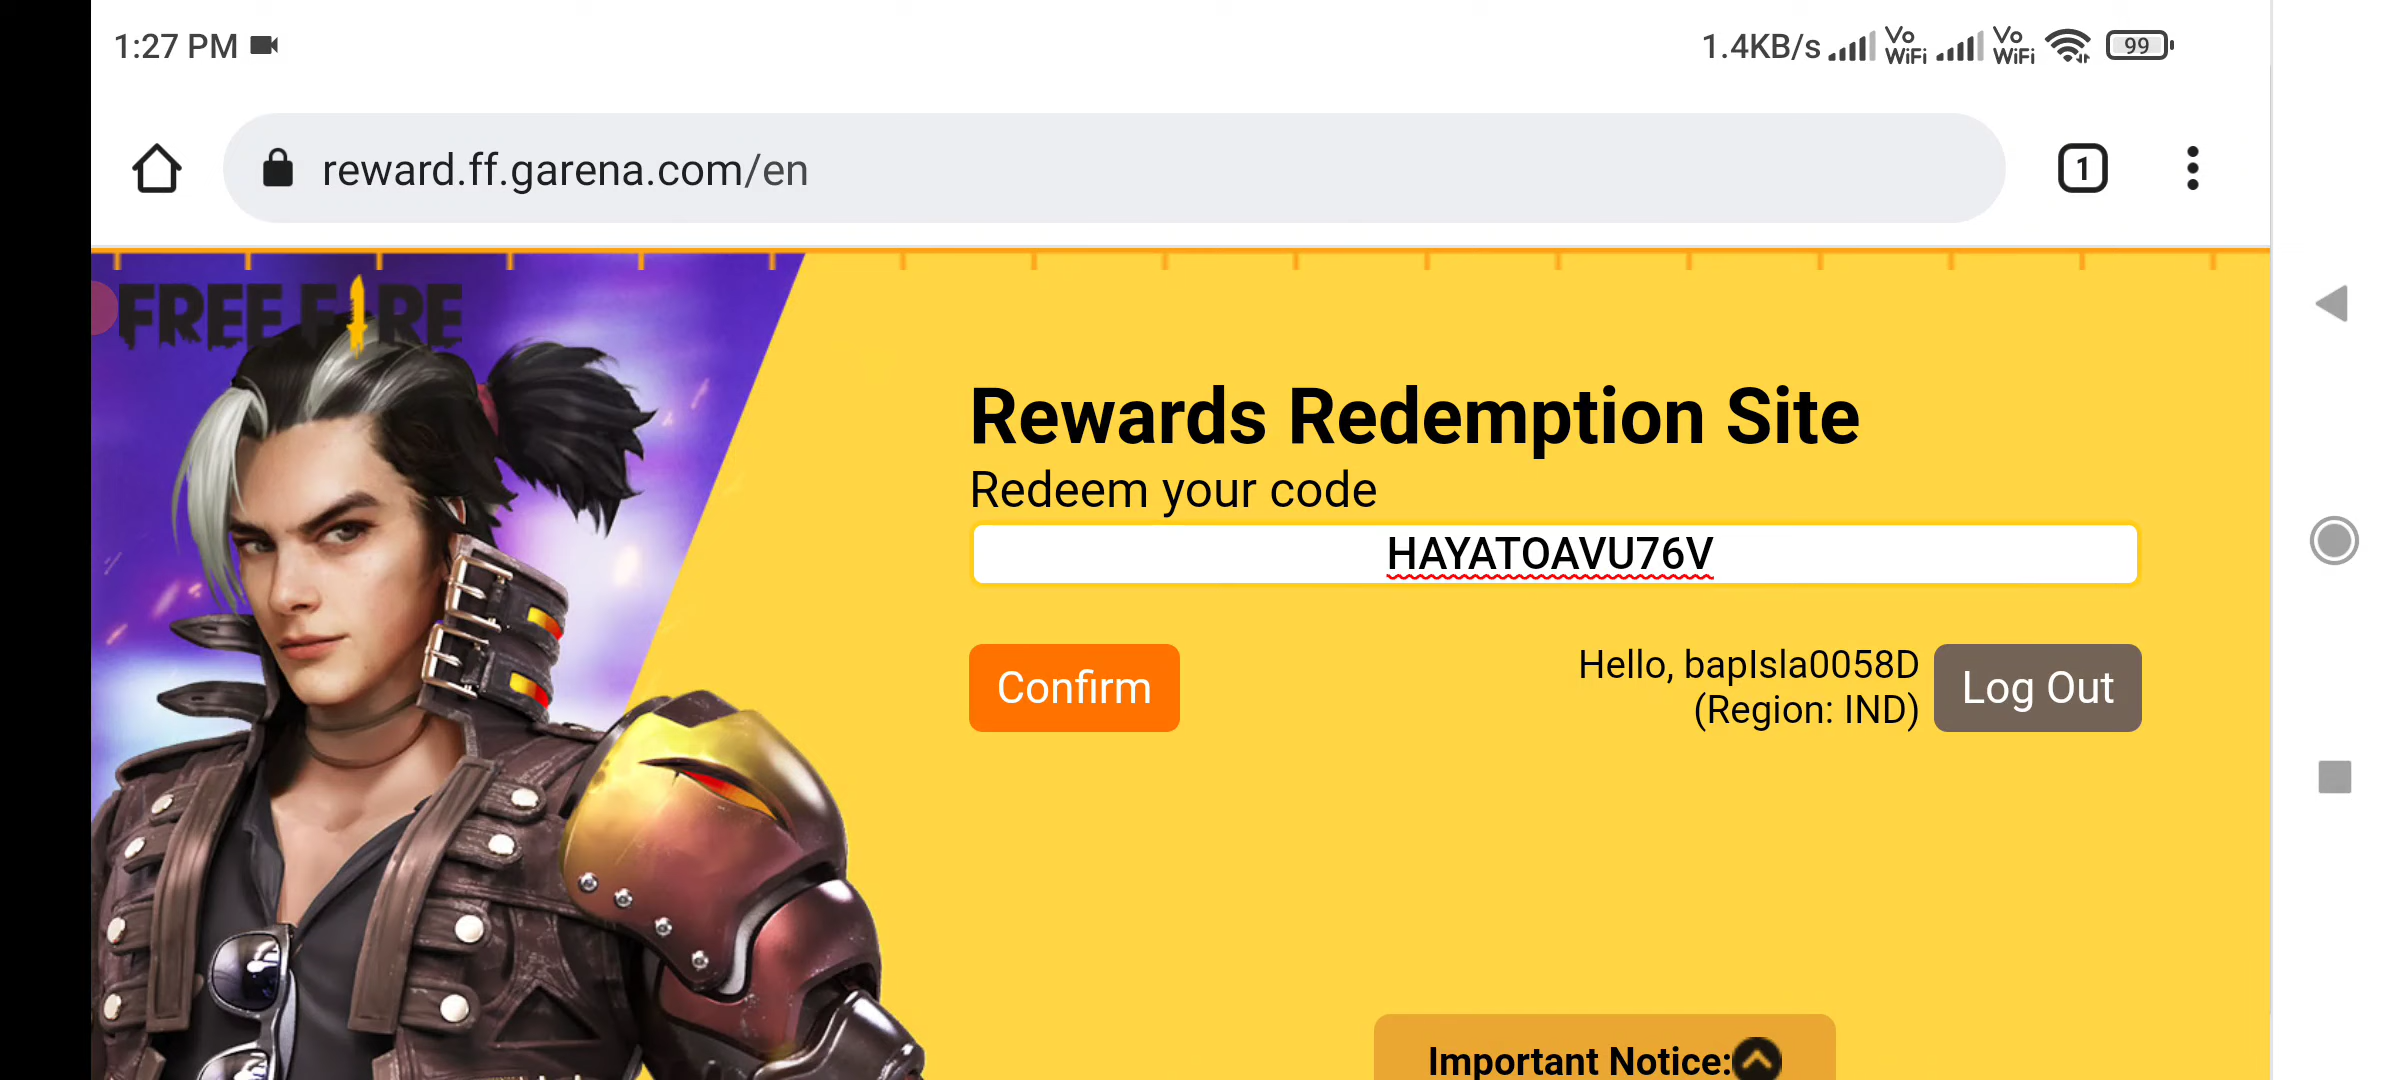 1:27 PM
1.4KB/s Vo WiFi Vo WiFi 99
reward.ff.garena.com/en
1
FREE FIRE
Rewards Redemption Site
Redeem your code
HAYATOAVU76V
Confirm
Hello, bapIsla0058D
(Region: IND)
Log Out
Important Notice: